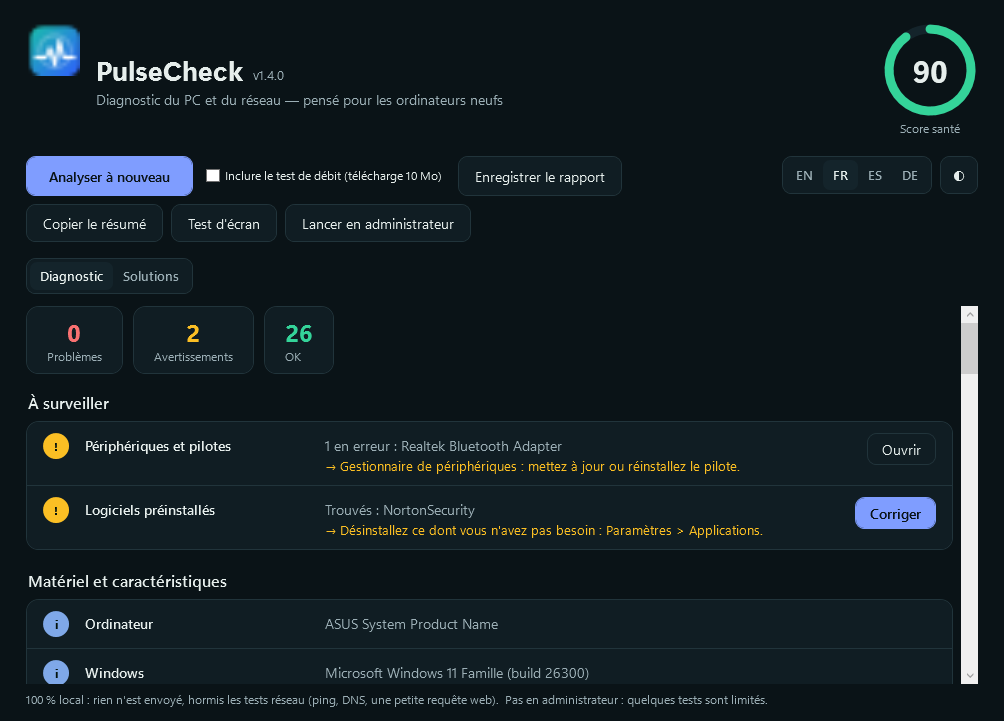 PulseCheck v1.4.0
Diagnostic du PC et du réseau — pensé pour les ordinateurs neufs
90
Score santé
Analyser à nouveau
Inclure le test de débit (télécharge 10 Mo)
Enregistrer le rapport
EN FR ES DE
Copier le résumé
Test d'écran
Lancer en administrateur
Diagnostic Solutions
0
Problèmes
2
Avertissements
26
OK
À surveiller
! Périphériques et pilotes
1 en erreur : Realtek Bluetooth Adapter
→ Gestionnaire de périphériques : mettez à jour ou réinstallez le pilote.
Ouvrir
! Logiciels préinstallés
Trouvés : NortonSecurity
→ Désinstallez ce dont vous n'avez pas besoin : Paramètres > Applications.
Corriger
Matériel et caractéristiques
i Ordinateur
ASUS System Product Name
i Windows
Microsoft Windows 11 Famille (build 26300)
100 % local : rien n'est envoyé, hormis les tests réseau (ping, DNS, une petite requête web). Pas en administrateur : quelques tests sont limités.